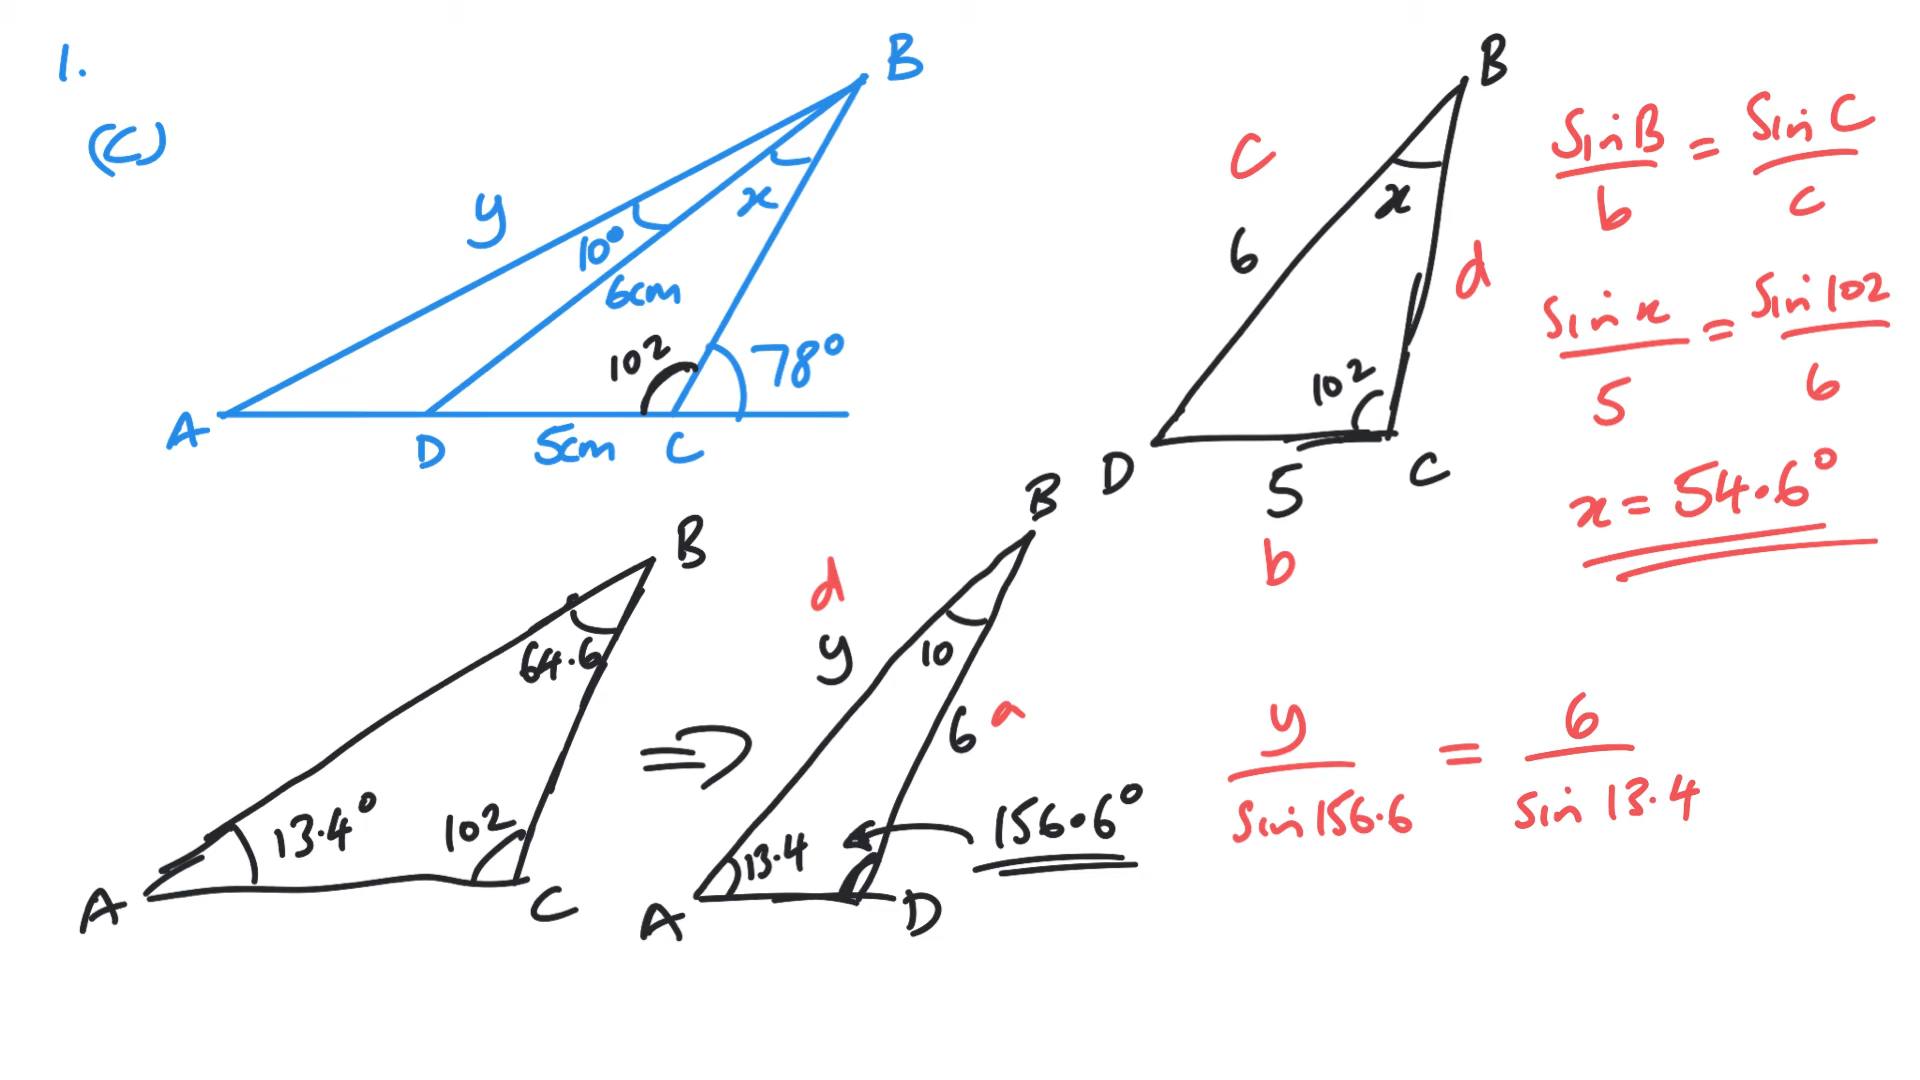 1.
(C)
B
y
x
10°
6cm
102
78°
A
D
5cm
C
B
c
x
6
d
102
D
5
C
b
Sin B / b = Sin C / c
Sin x / 5 = Sin 102 / 6
x = 54.6°
B
64.6
13.4°
102
A
C
⇒
B
d
y
10
6 a
156.6°
13.4
A
D
y / Sin 156.6 = 6 / Sin 13.4